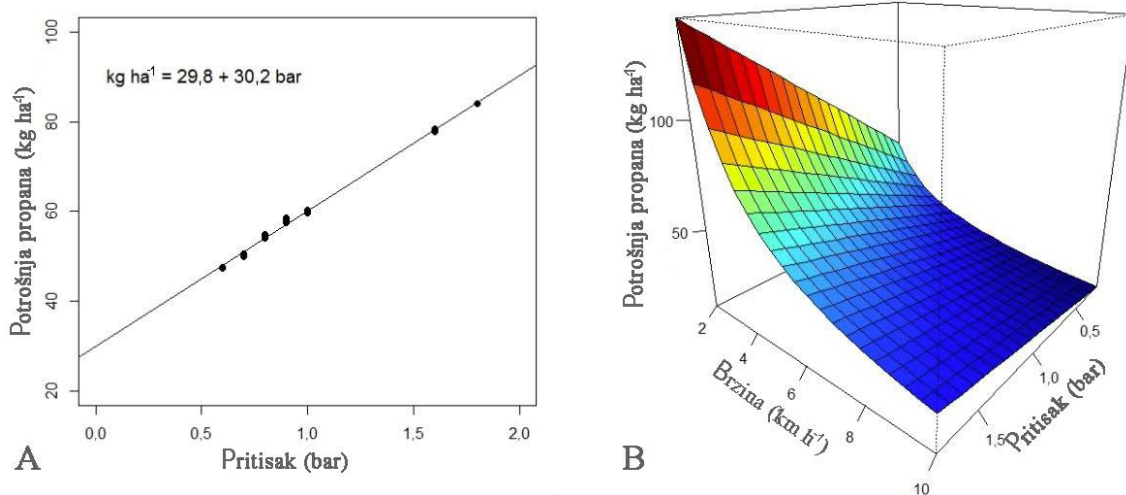 Potrošnja propana (kg ha⁻¹)
100
80
60
40
20
kg ha⁻¹ = 29,8 + 30,2 bar
0,0 0,5 1,0 1,5 2,0
Pritisak (bar)
A
Potrošnja propana (kg ha⁻¹)
100
50
2
4
6
8
10
Brzina (km h⁻¹)
0,5
1,0
1,5
Pritisak (bar)
B